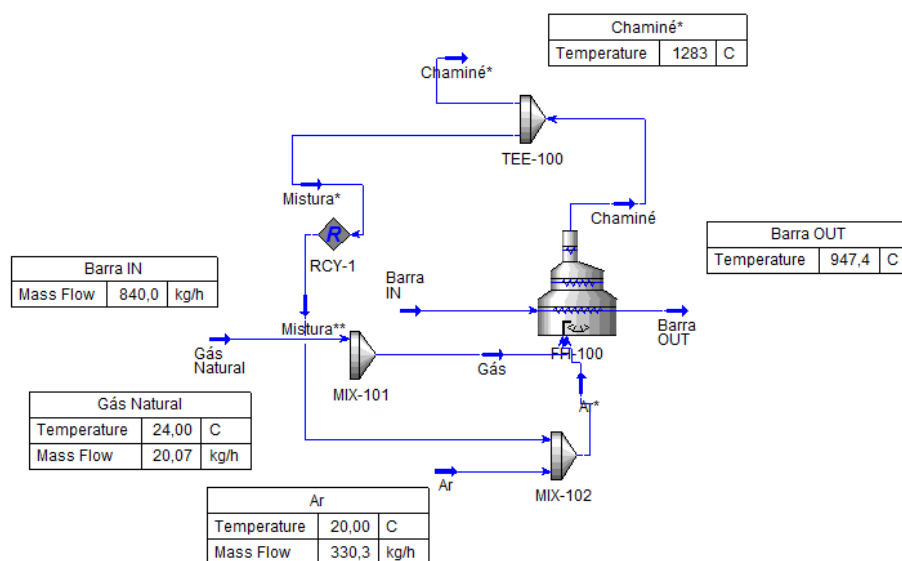 Chaminé*
Temperature 1283 C
Chaminé*
TEE-100
Mistura*
Chaminé
RCY-1
Barra OUT
Temperature 947,4 C
Barra IN
Mass Flow 840,0 kg/h
Barra
IN
Barra
OUT
Mistura**
Gás
Natural
FH-100
MIX-101
Gás
Gás Natural
Temperature 24,00 C
Mass Flow 20,07 kg/h
Ar*
Ar
MIX-102
Ar
Temperature 20,00 C
Mass Flow 330,3 kg/h